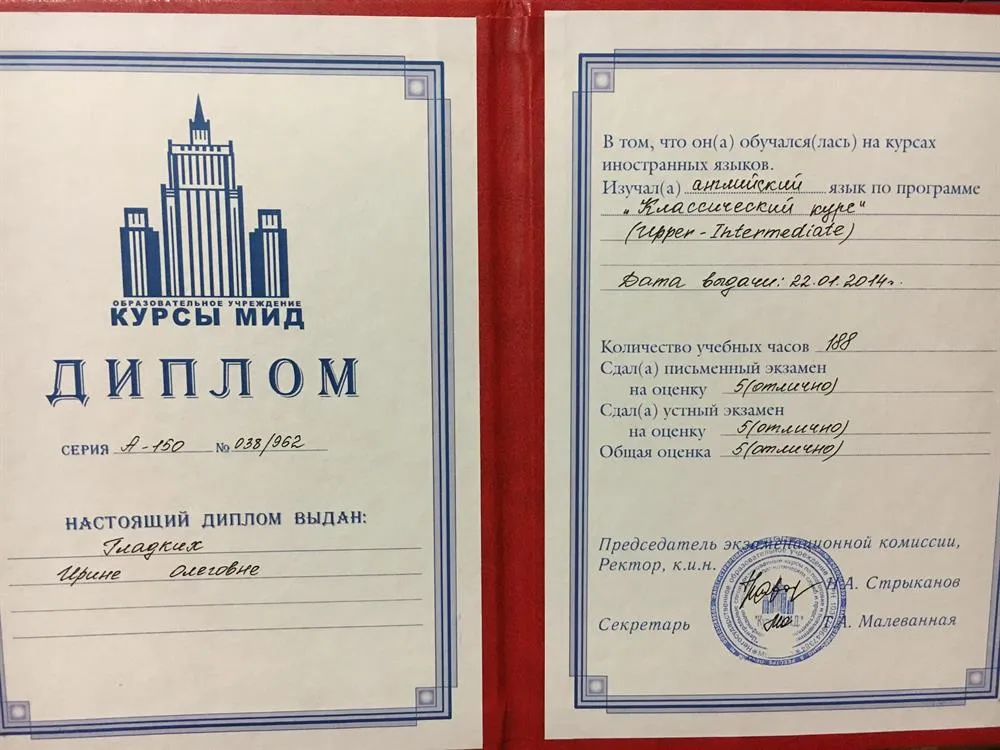 ОБРАЗОВАТЕЛЬНОЕ УЧРЕЖДЕНИЕ
КУРСЫ МИД
ДИПЛОМ
СЕРИЯ А-150 № 038/962
НАСТОЯЩИЙ ДИПЛОМ ВЫДАН:
Гладких
Ирине Олеговне
В том, что он(а) обучался(лась) на курсах
иностранных языков.
Изучал(а) английский язык по программе
"Классический курс"
(Upper-Intermediate)
Дата выдачи: 22.01.2014г.
Количество учебных часов 188
Сдал(а) письменный экзамен
на оценку 5(отлично)
Сдал(а) устный экзамен
на оценку 5(отлично)
Общая оценка 5(отлично)
Председатель экзаменационной комиссии,
Ректор, к.и.н.
А. Стрыканов
Секретарь
А. Малеванная